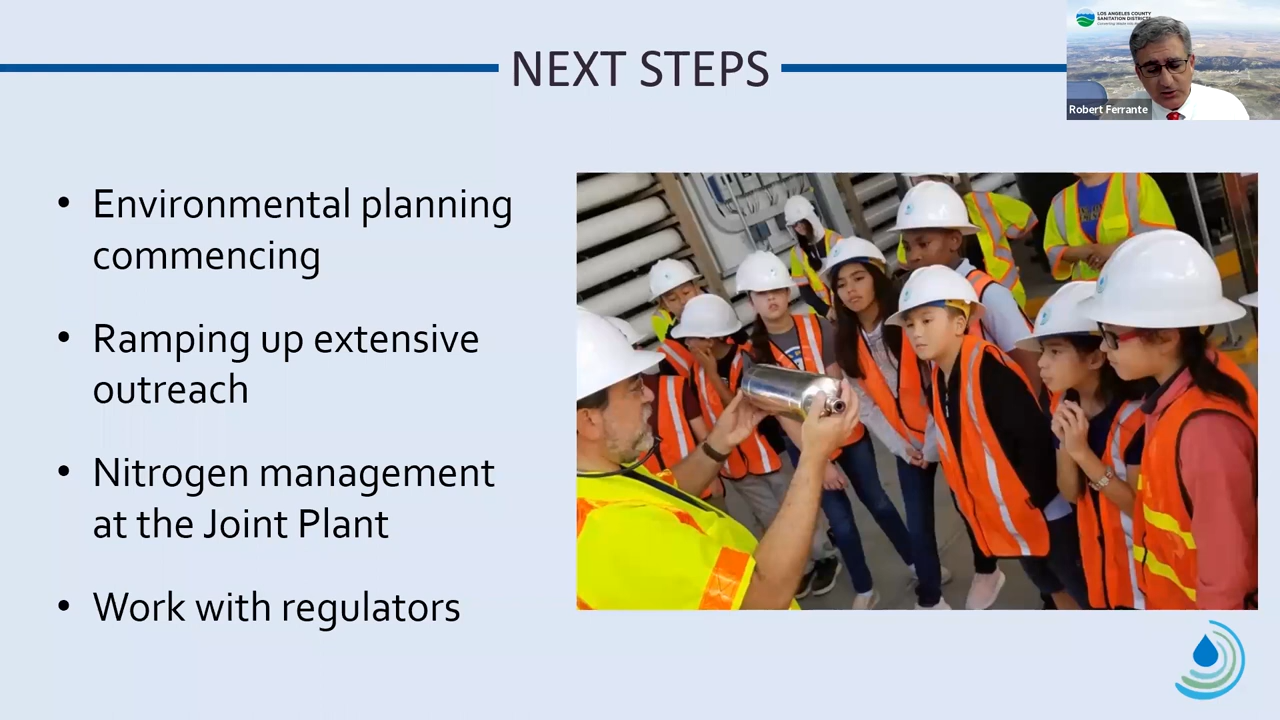 NEXT STEPS
LOS ANGELES COUNTY
SANITATION DISTRICTS
Robert Ferrante
• Environmental planning
commencing
• Ramping up extensive
outreach
• Nitrogen management
at the Joint Plant
• Work with regulators